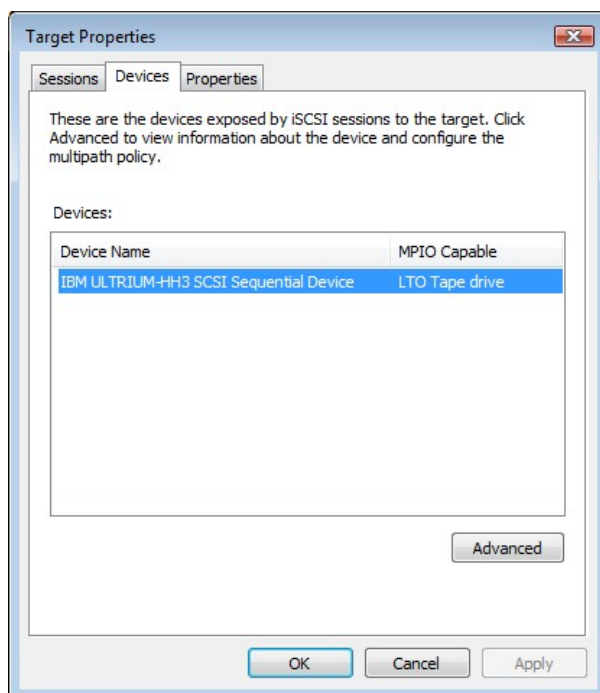 Target Properties
Sessions Devices Properties
These are the devices exposed by iSCSI sessions to the target. Click
Advanced to view information about the device and configure the
multipath policy.
Devices:
Device Name MPIO Capable
IBM ULTRIUM-HH3 SCSI Sequential Device LTO Tape drive
Advanced
OK Cancel Apply